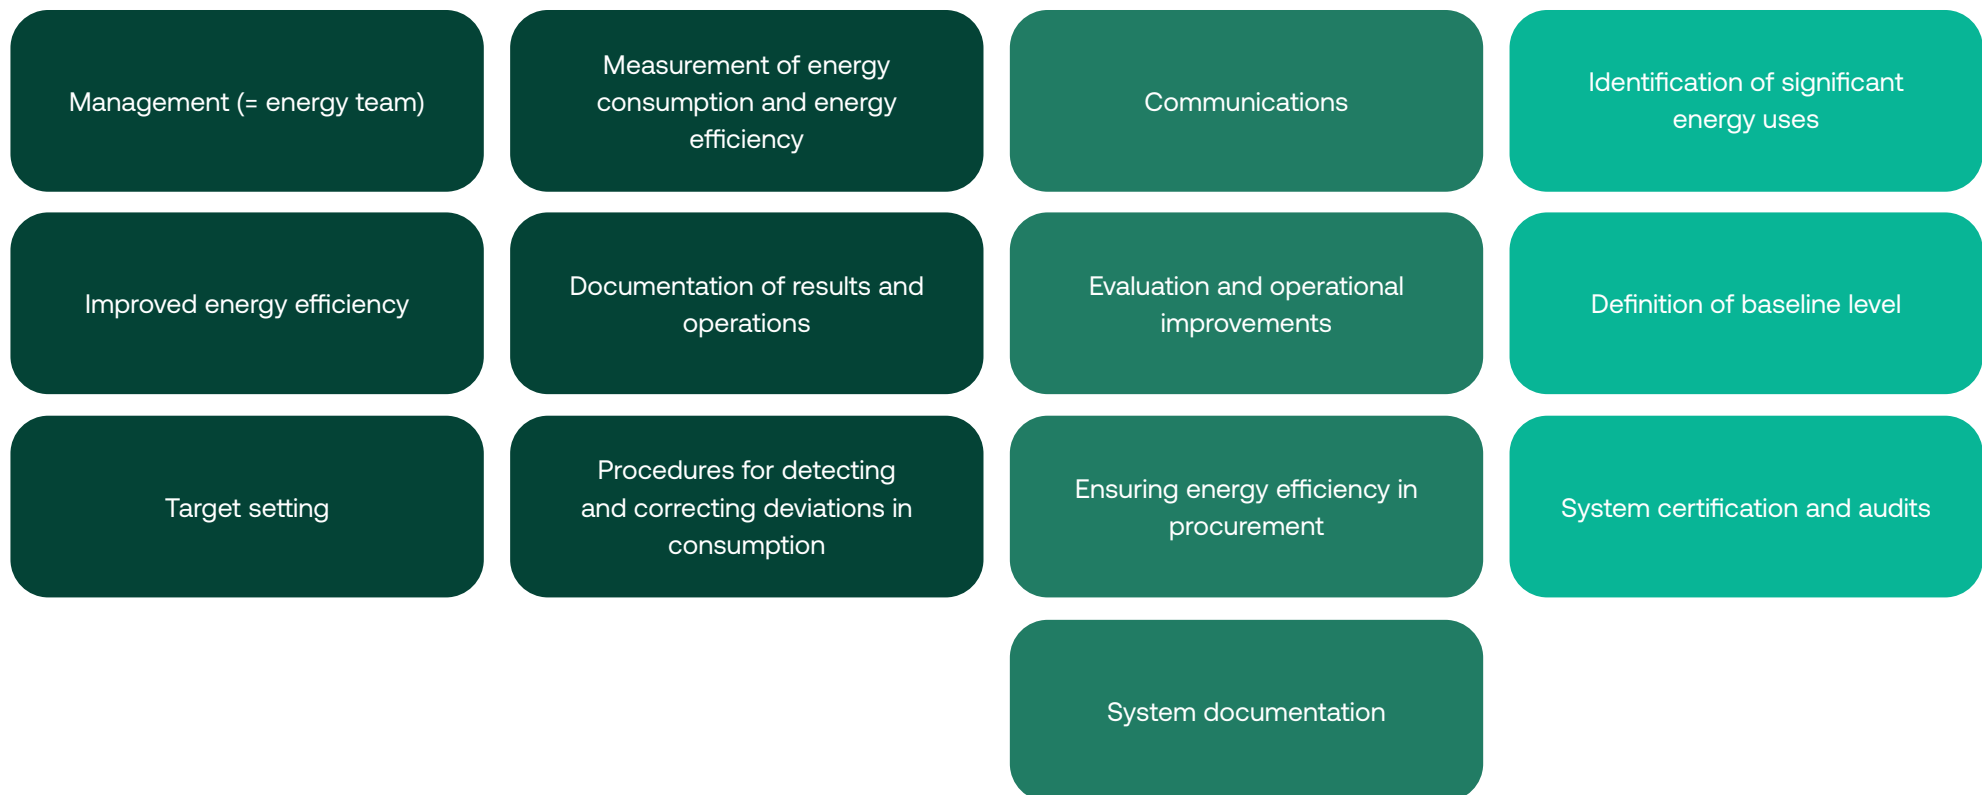 Management (= energy team)
Measurement of energy
consumption and energy
efficiency
Communications
Identification of significant
energy uses
Improved energy efficiency
Documentation of results and
operations
Evaluation and operational
improvements
Definition of baseline level
Target setting
Procedures for detecting
and correcting deviations in
consumption
Ensuring energy efficiency in
procurement
System certification and audits
System documentation